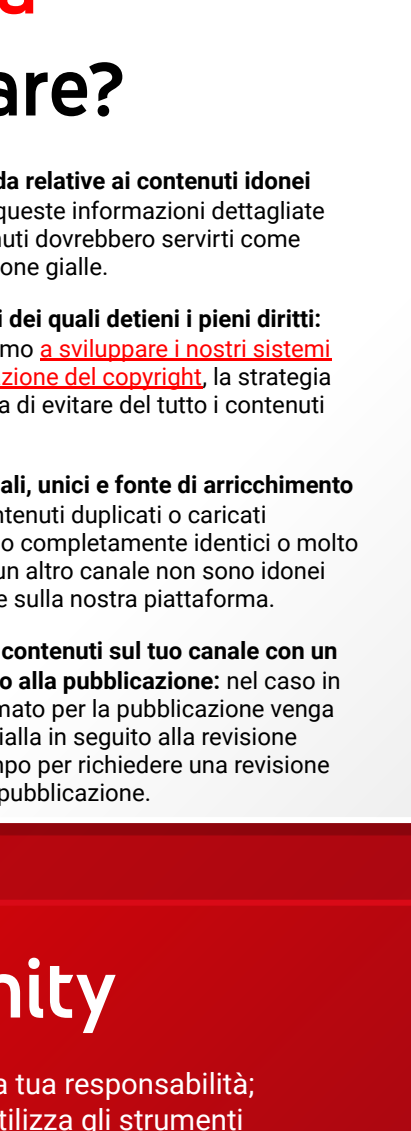 are?
da relative ai contenuti idonei
queste informazioni dettagliate
nuti dovrebbero servirti come
one gialle.
i dei quali detieni i pieni diritti:
mo a sviluppare i nostri sistemi
zione del copyright, la strategia
a di evitare del tutto i contenuti
ali, unici e fonte di arricchimento
ntenuti duplicati o caricati
o completamente identici o molto
un altro canale non sono idonei
e sulla nostra piattaforma.
contenuti sul tuo canale con un
o alla pubblicazione: nel caso in
mato per la pubblicazione venga
ialla in seguito alla revisione
mpo per richiedere una revisione
pubblicazione.
nity
a tua responsabilità;
tilizza gli strumenti